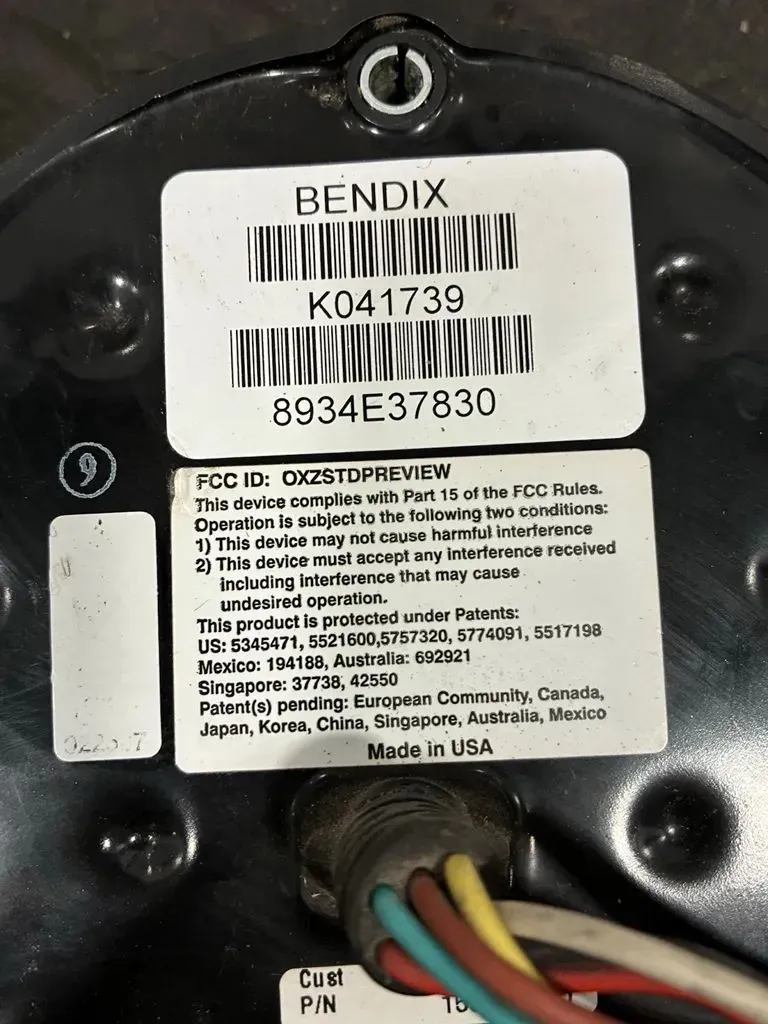 BENDIX
K041739
8934E37830
9
FCC ID: OXZSTDPREVIEW
This device complies with Part 15 of the FCC Rules.
Operation is subject to the following two conditions:
1) This device may not cause harmful interference
2) This device must accept any interference received
including interference that may cause
undesired operation.
This product is protected under Patents:
US: 5345471, 5521600,5757320, 5774091, 5517198
Mexico: 194188, Australia: 692921
Singapore: 37738, 42550
Patent(s) pending: European Community, Canada,
Japan, Korea, China, Singapore, Australia, Mexico
Made in USA
Cust
P/N